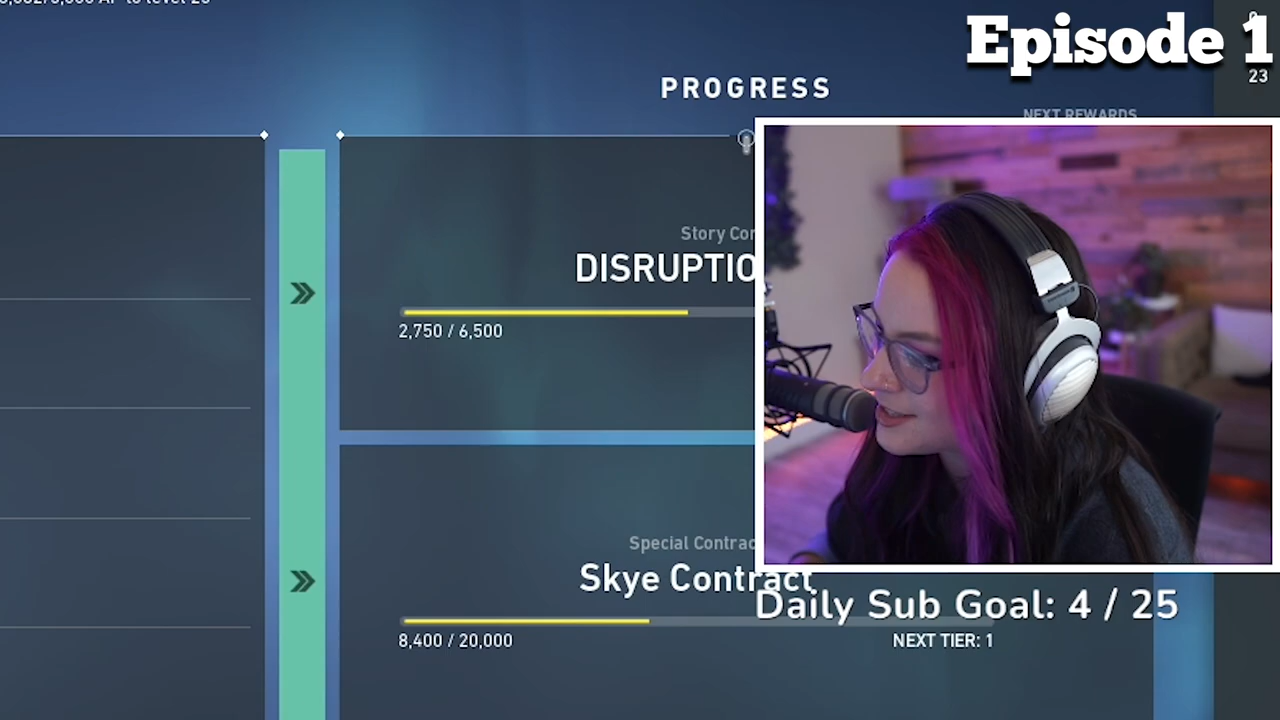 Episode 1
PROGRESS
23
NEXT REWARDS
Story Con
DISRUPTIO
2,750 / 6,500
Special Contrac
Skye Contract
Daily Sub Goal: 4 / 25
8,400 / 20,000
NEXT TIER: 1